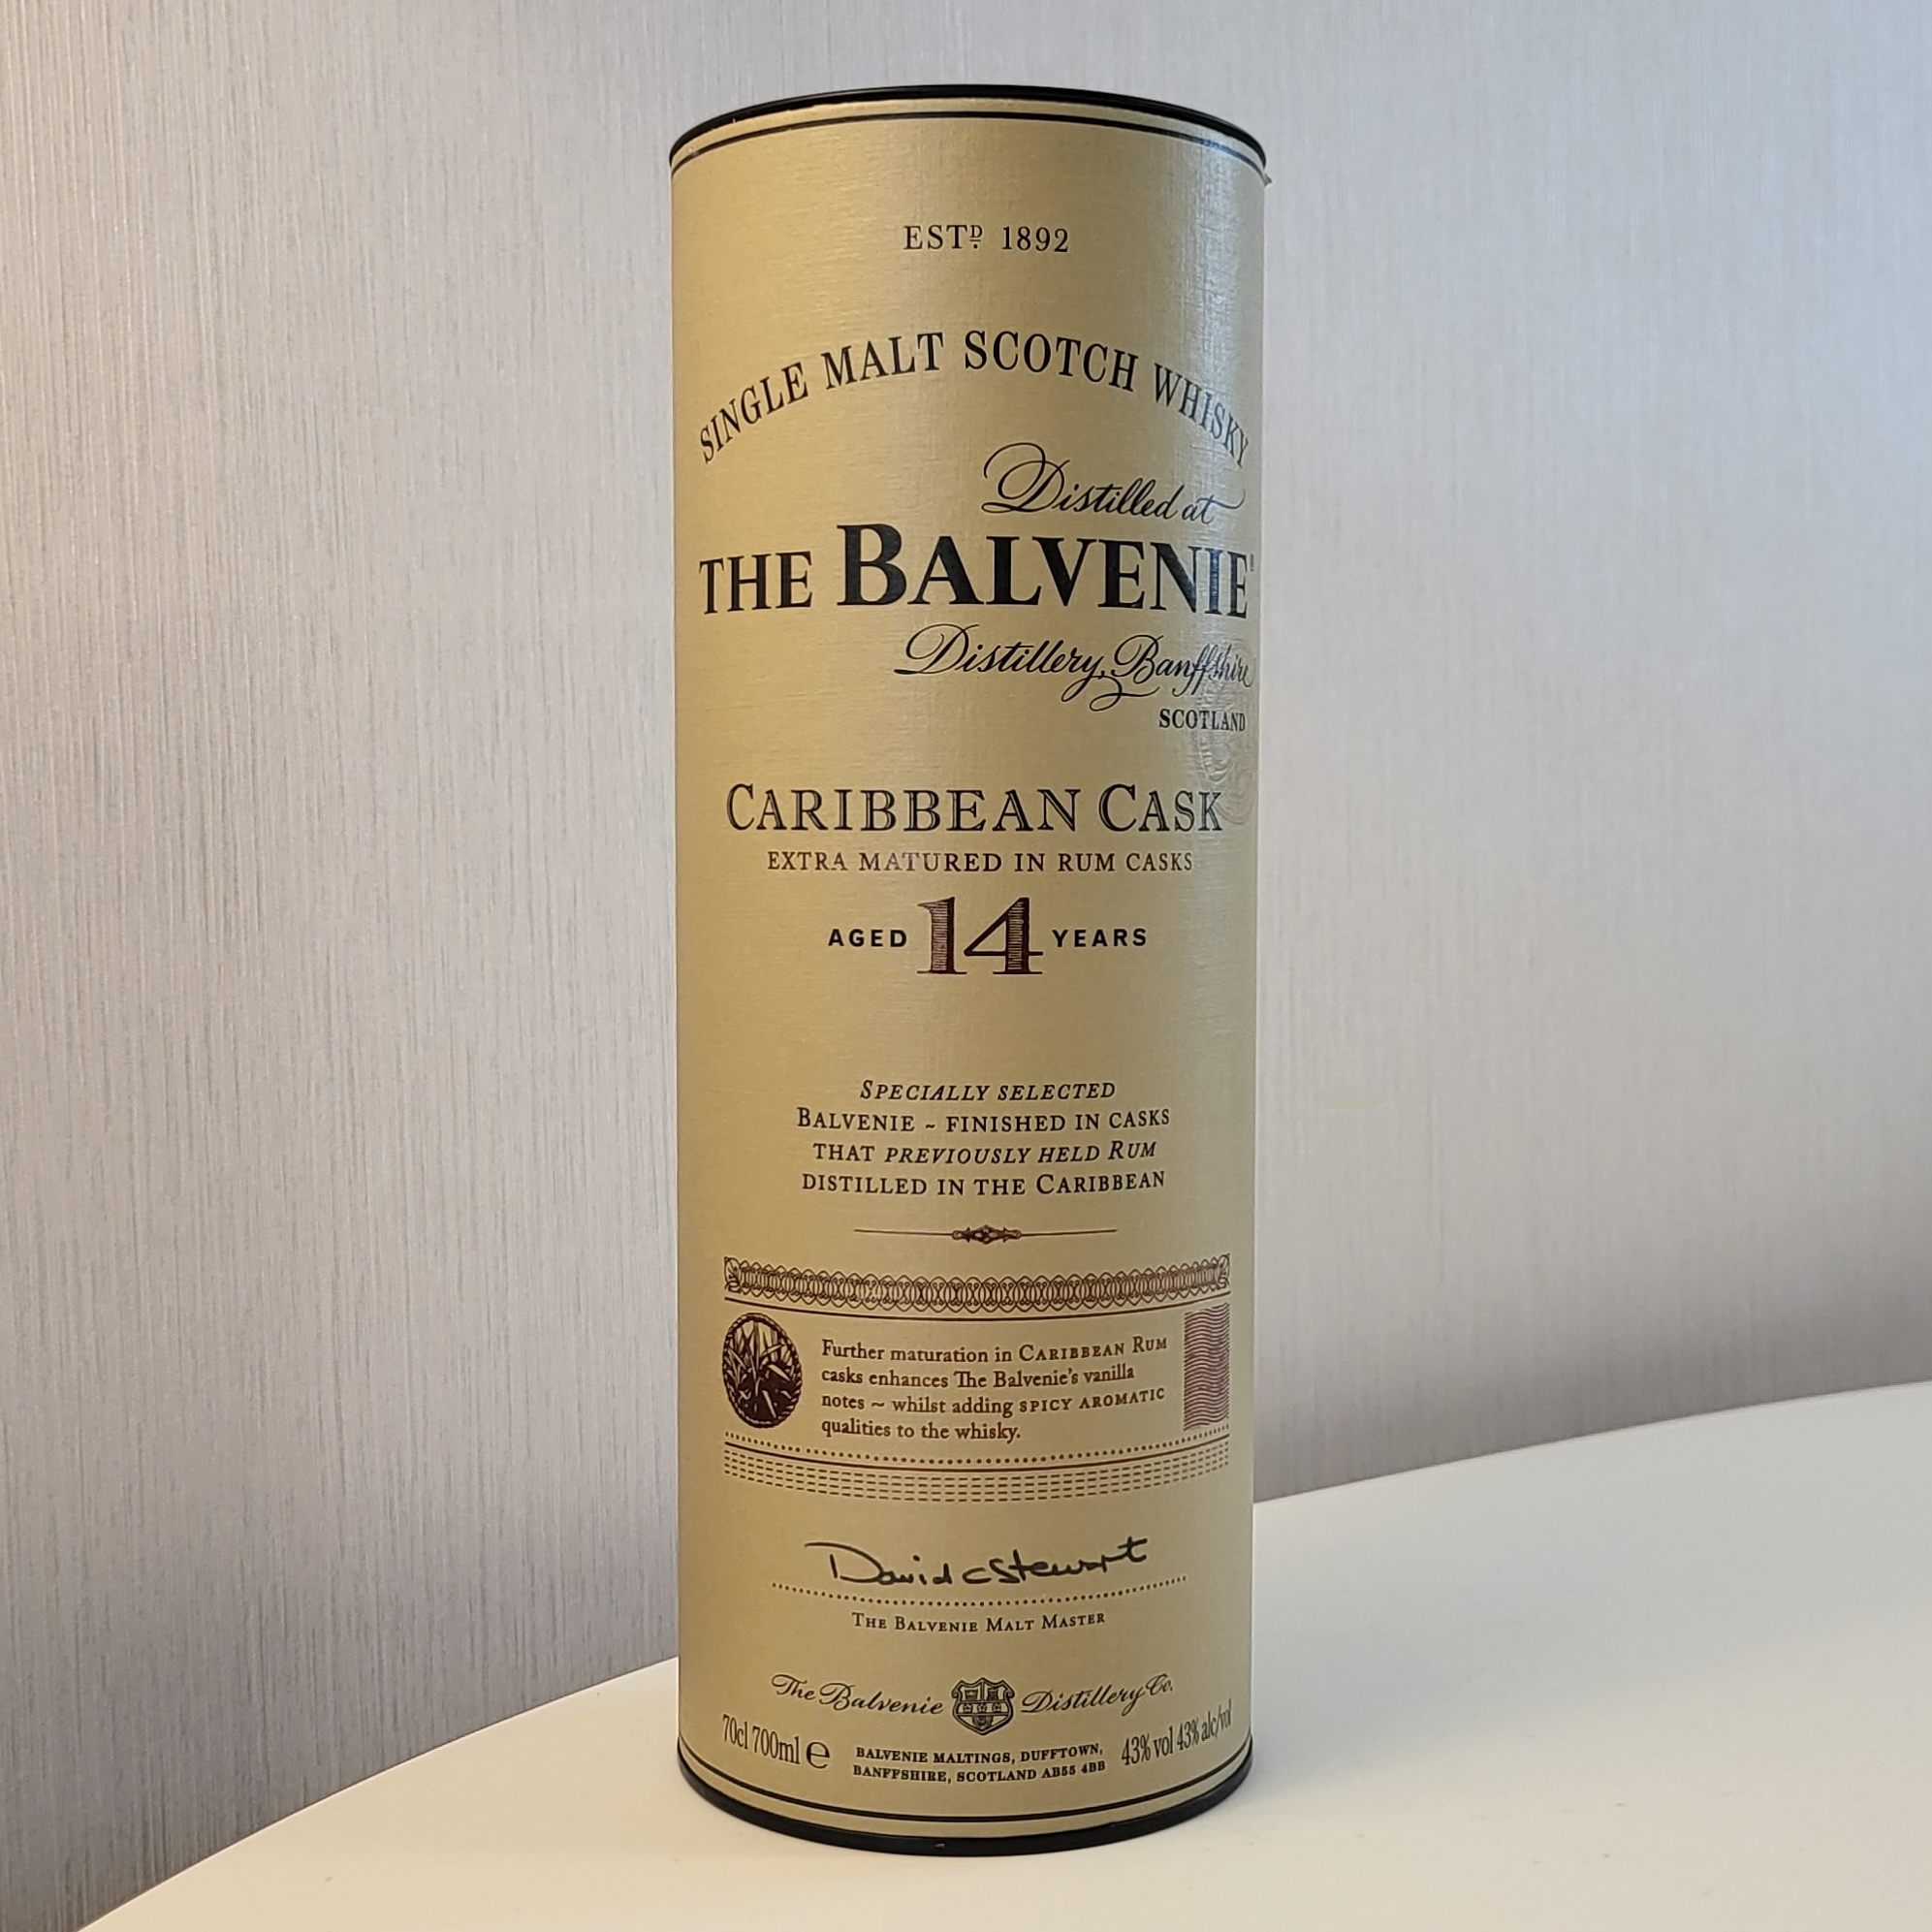 ESTD 1892
SINGLE MALT SCOTCH WHISKY
Distilled at
THE BALVENIE
Distillery, Banffshire
SCOTLAND
CARIBBEAN CASK
EXTRA MATURED IN RUM CASKS
AGED 14 YEARS
SPECIALLY SELECTED
BALVENIE ~ FINISHED IN CASKS
THAT PREVIOUSLY HELD RUM
DISTILLED IN THE CARIBBEAN
Further maturation in CARIBBEAN RUM
casks enhances The Balvenie's vanilla
notes ~ whilst adding SPICY AROMATIC
qualities to the whisky.
David C Stewart
THE BALVENIE MALT MASTER
The Balvenie Distillery Co.
70cl 700ml e
BALVENIE MALTINGS, DUFFTOWN,
BANFFSHIRE, SCOTLAND AB55 4BB
43% vol 43% alc/vol